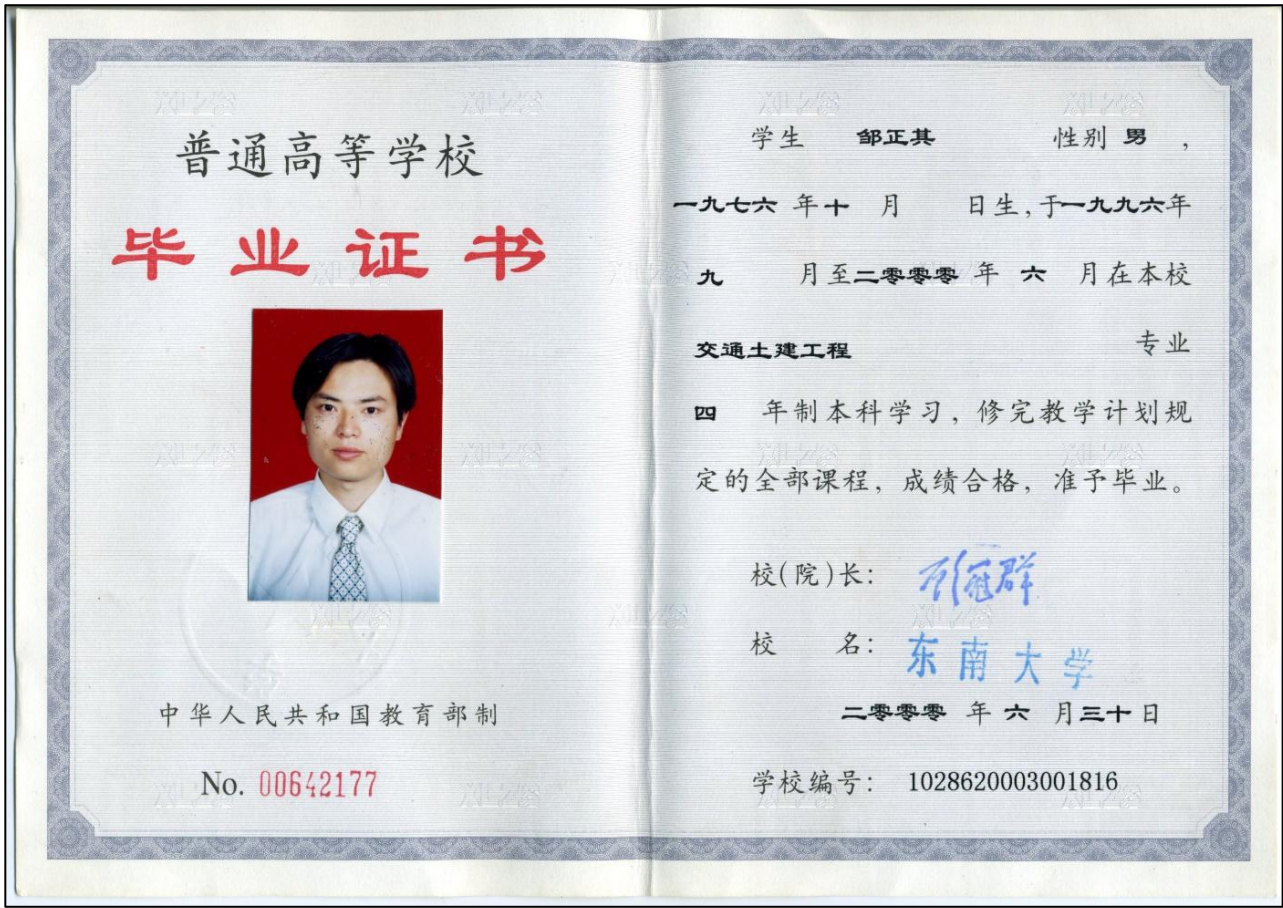 普通高等学校
毕业证书
中华人民共和国教育部制
No. 00642177
学生 邹正其 性别 男 ,
一九七六 年 十 月 日生,于一九九六年
九 月至二零零零 年 六 月在本校
交通土建工程 专业
四 年制本科学习，修完教学计划规
定的全部课程，成绩合格，准予毕业。
校(院)长:
校 名: 东南大学
二零零零 年 六 月三十日
学校编号: 1028620003001816